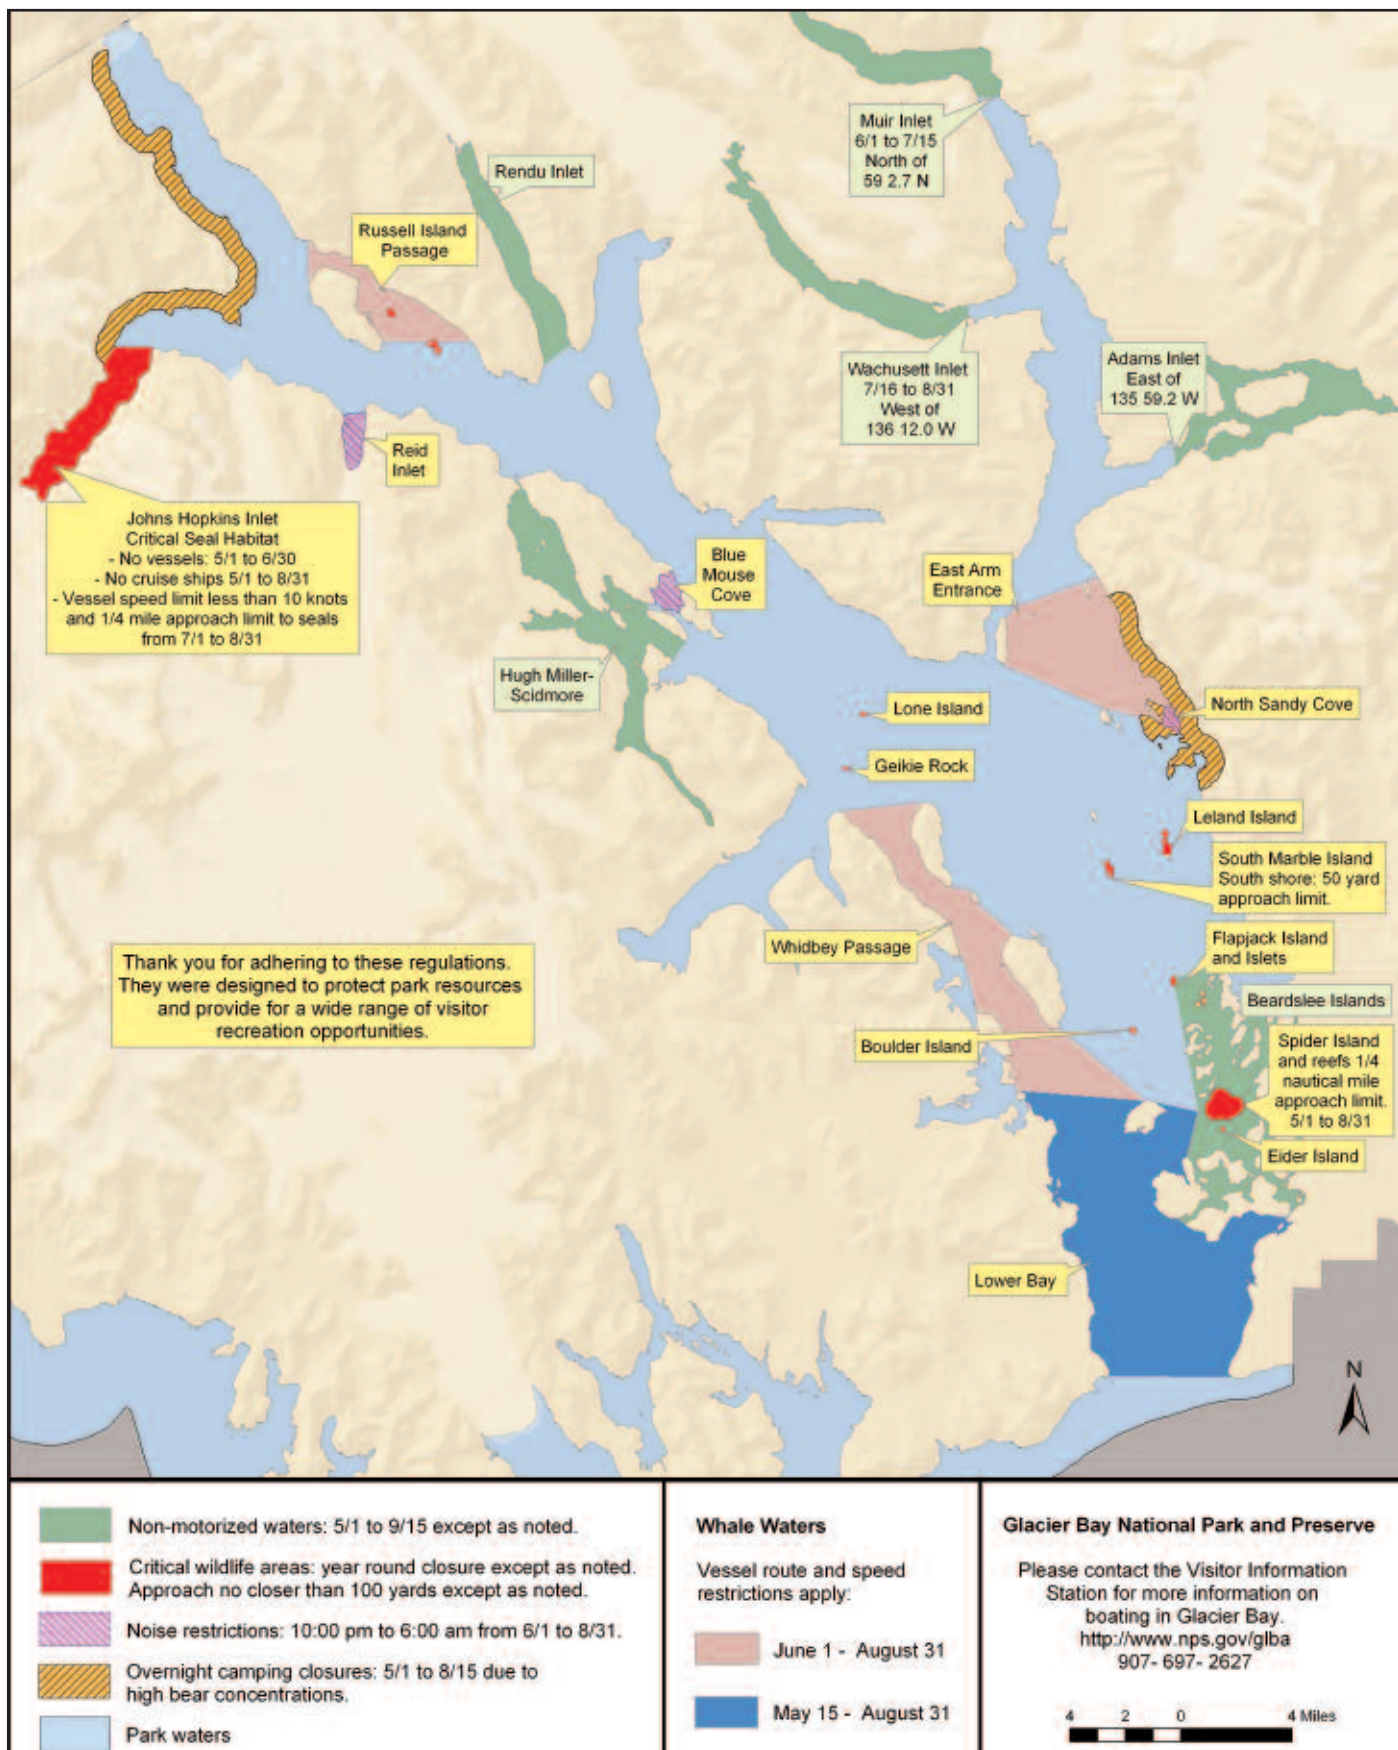 Muir Inlet
6/1 to 7/15
North of
59 2.7 N
Rendu Inlet
Russell Island
Passage
Wachusett Inlet
7/16 to 8/31
West of
136 12.0 W
Adams Inlet
East of
135 59.2 W
Reid
Inlet
Johns Hopkins Inlet
Critical Seal Habitat
- No vessels: 5/1 to 6/30
- No cruise ships 5/1 to 8/31
- Vessel speed limit less than 10 knots
and 1/4 mile approach limit to seals
from 7/1 to 8/31
Blue
Mouse
Cove
East Arm
Entrance
Hugh Miller-
Scidmore
North Sandy Cove
Lone Island
Geikie Rock
Leland Island
South Marble Island
South shore: 50 yard
approach limit.
Whidbey Passage
Flapjack Island
and Islets
Thank you for adhering to these regulations.
They were designed to protect park resources
and provide for a wide range of visitor
recreation opportunities.
Beardslee Islands
Boulder Island
Spider Island
and reefs 1/4
nautical mile
approach limit.
5/1 to 8/31
Eider Island
Lower Bay
N
Non-motorized waters: 5/1 to 9/15 except as noted.
Critical wildlife areas: year round closure except as noted.
Approach no closer than 100 yards except as noted.
Noise restrictions: 10:00 pm to 6:00 am from 6/1 to 8/31.
Overnight camping closures: 5/1 to 8/15 due to
high bear concentrations.
Park waters
Whale Waters
Vessel route and speed
restrictions apply:
June 1 - August 31
May 15 - August 31
Glacier Bay National Park and Preserve
Please contact the Visitor Information
Station for more information on
boating in Glacier Bay.
http://www.nps.gov/glba
907- 697- 2627
4 2 0 4 Miles